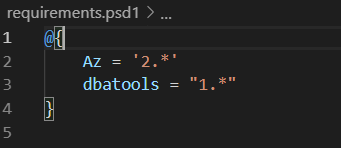 requirements.psd1 > ...
1 @{
2 Az = '2.*'
3 dbatools = "1.*"
4 }
5